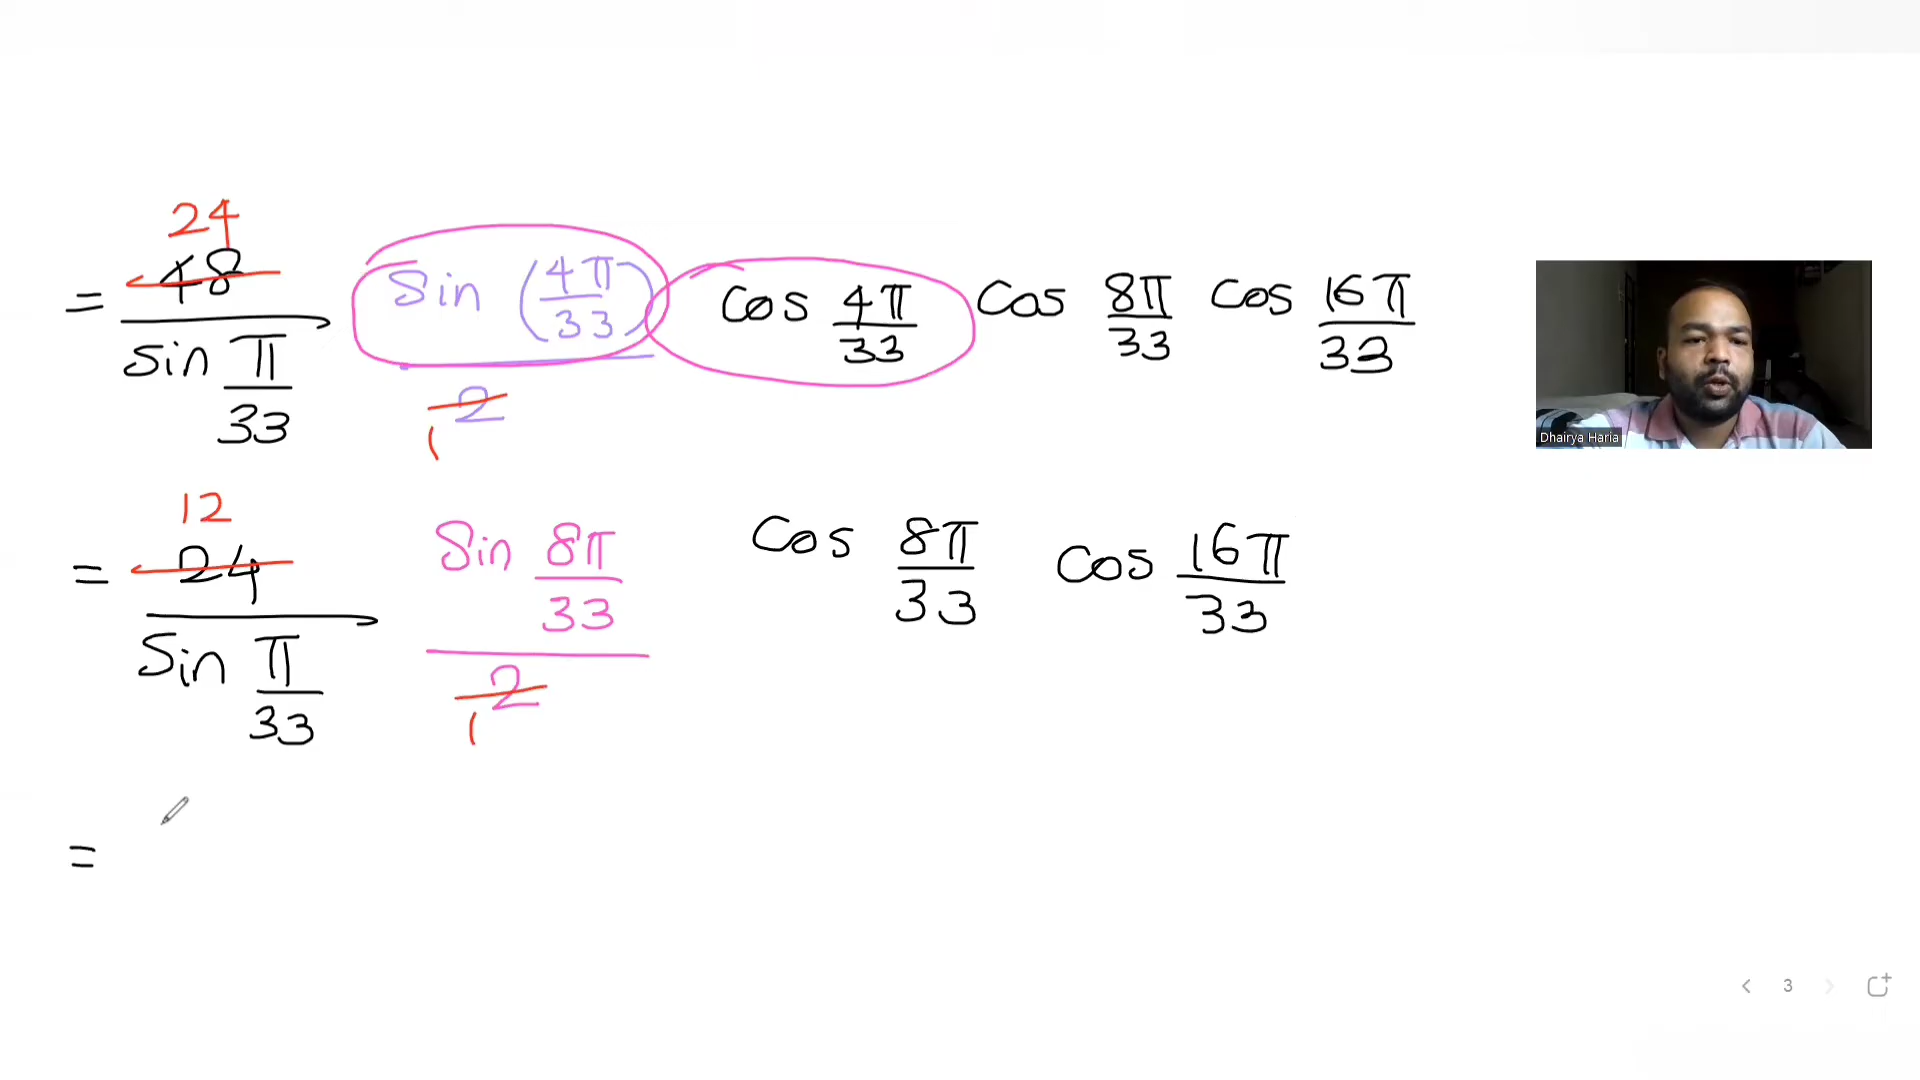 24
= 48 sin (4π/33) cos 4π/33 cos 8π/33 cos 16π/33
sin π/33 2
1
Dhairya Haria
12
= 24 sin 8π/33 cos 8π/33 cos 16π/33
sin π/33 2
1
=
< 3 >